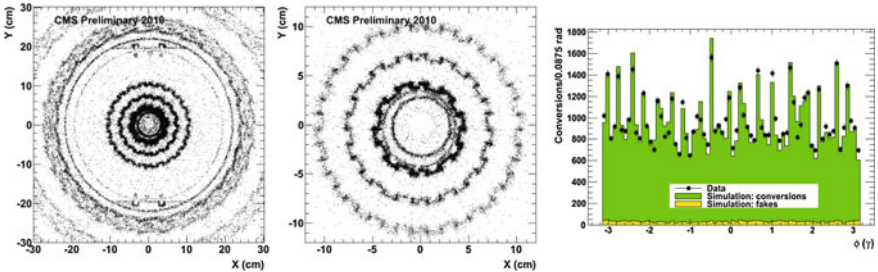 Y (cm)
CMS Preliminary 2010
30
20
10
0
-10
-20
-30
-30 -20 -10 0 10 20 30
X (cm)
Y (cm)
CMS Preliminary 2010
10
5
0
-5
-10
-10 -5 0 5 10
X (cm)
Conversions/0.0875 rad
1800
1600
1400
1200
1000
800
600
400
200
0
Data
Simulation: conversions
Simulation: fakes
-3 -2 -1 0 1 2 3
ϕ (γ)